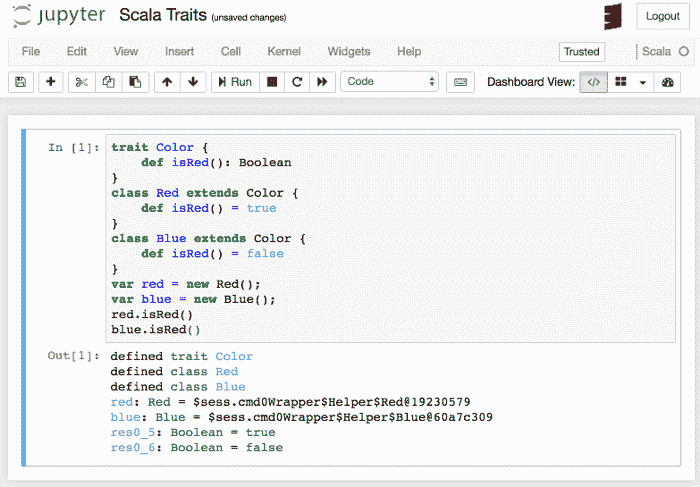 jupyter Scala Traits (unsaved changes) Logout
File Edit View Insert Cell Kernel Widgets Help Trusted Scala
Run Code Dashboard View: </>
In [1]: trait Color {
def isRed(): Boolean
}
class Red extends Color {
def isRed() = true
}
class Blue extends Color {
def isRed() = false
}
var red = new Red();
var blue = new Blue();
red.isRed()
blue.isRed()
Out[1]: defined trait Color
defined class Red
defined class Blue
red: Red = $sess.cmd0Wrapper$Helper$Red@19230579
blue: Blue = $sess.cmd0Wrapper$Helper$Blue@60a7c309
res0_5: Boolean = true
res0_6: Boolean = false